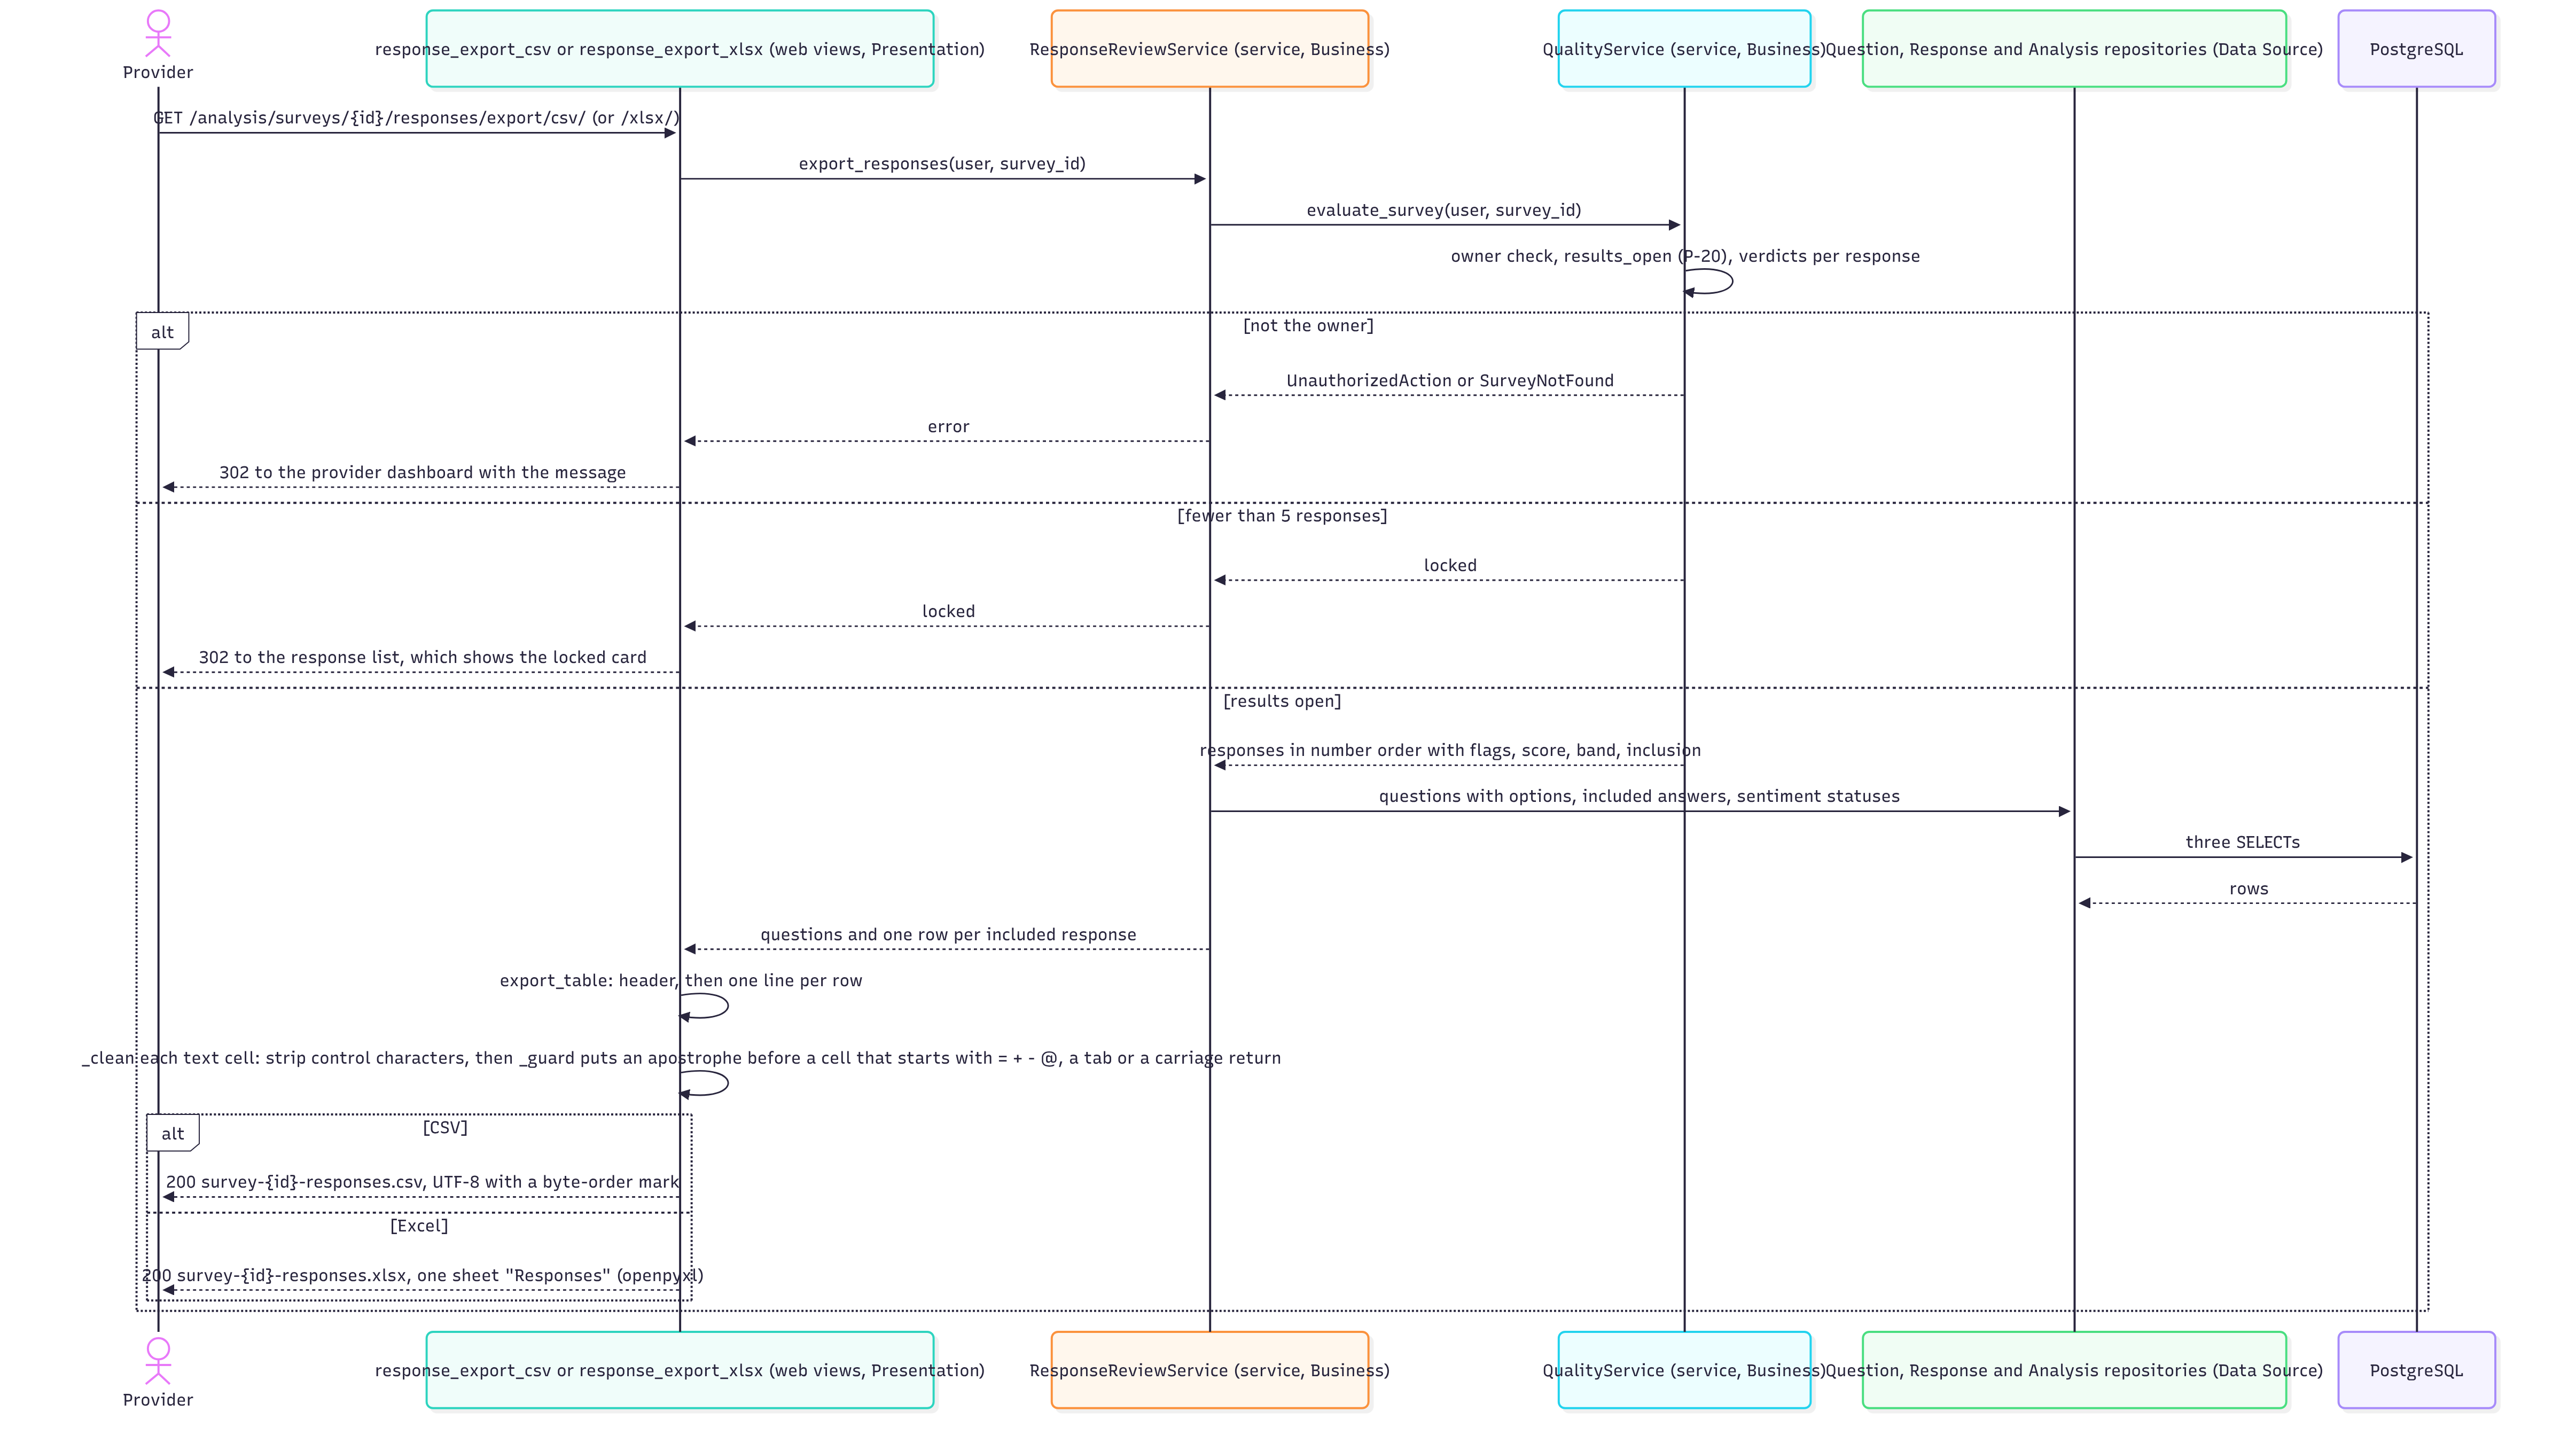 Provider
response_export_csv or response_export_xlsx (web views, Presentation)
ResponseReviewService (service, Business)
QualityService (service, Business)
Question, Response and Analysis repositories (Data Source)
PostgreSQL
GET /analysis/surveys/{id}/responses/export/csv/ (or /xlsx/)
export_responses(user, survey_id)
evaluate_survey(user, survey_id)
owner check, results_open (P-20), verdicts per response
alt
[not the owner]
UnauthorizedAction or SurveyNotFound
error
302 to the provider dashboard with the message
[fewer than 5 responses]
locked
locked
302 to the response list, which shows the locked card
[results open]
responses in number order with flags, score, band, inclusion
questions with options, included answers, sentiment statuses
three SELECTs
rows
questions and one row per included response
export_table: header, then one line per row
_clean each text cell: strip control characters, then _guard puts an apostrophe before a cell that starts with = + - @, a tab or a carriage return
alt
[CSV]
200 survey-{id}-responses.csv, UTF-8 with a byte-order mark
[Excel]
200 survey-{id}-responses.xlsx, one sheet "Responses" (openpyxl)
response_export_csv or response_export_xlsx (web views, Presentation)
ResponseReviewService (service, Business)
QualityService (service, Business)
Question, Response and Analysis repositories (Data Source)
PostgreSQL
Provider